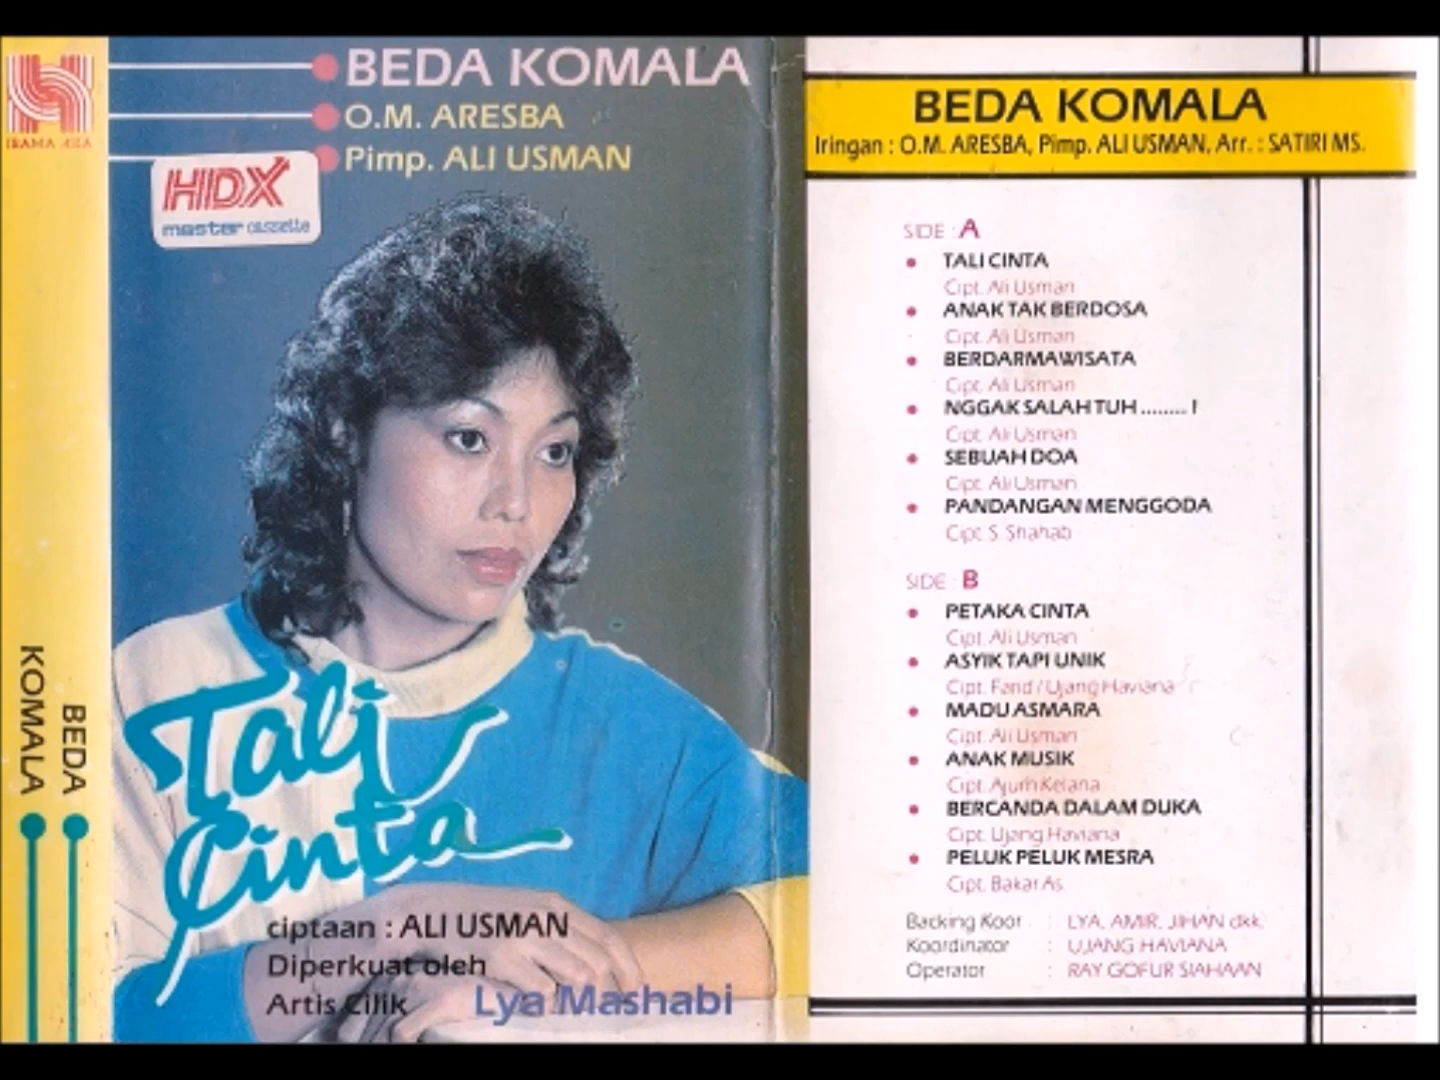 IRAMA ASIA
BEDA KOMALA
O.M. ARESBA
Pimp. ALI USMAN
HDX
master cassette
Tali
Cinta
ciptaan : ALI USMAN
Diperkuat oleh
Artis Cilik Lya Mashabi
BEDA
KOMALA
BEDA KOMALA
Iringan : O.M. ARESBA, Pimp. ALI USMAN, Arr. : SATIRI MS.
SIDE : A
TALI CINTA
Cipt. Ali Usman
ANAK TAK BERDOSA
Cipt. Ali Usman
BERDARMAWISATA
Cipt. Ali Usman
NGGAK SALAH TUH ........ !
Cipt. Ali Usman
SEBUAH DOA
Cipt. Ali Usman
PANDANGAN MENGGODA
Cipt. S. Shahab
SIDE : B
PETAKA CINTA
Cipt. Ali Usman
ASYIK TAPI UNIK
Cipt. Farid / Ujang Haviana
MADU ASMARA
Cipt. Ali Usman
ANAK MUSIK
Cipt. Ajum Kelana
BERCANDA DALAM DUKA
Cipt. Ujang Haviana
PELUK PELUK MESRA
Cipt. Bakar As.
Backing Koor : LYA, AMIR, JIHAN dkk.
Koordinator : UJANG HAVIANA
Operator : RAY GOFUR SIAHAAN